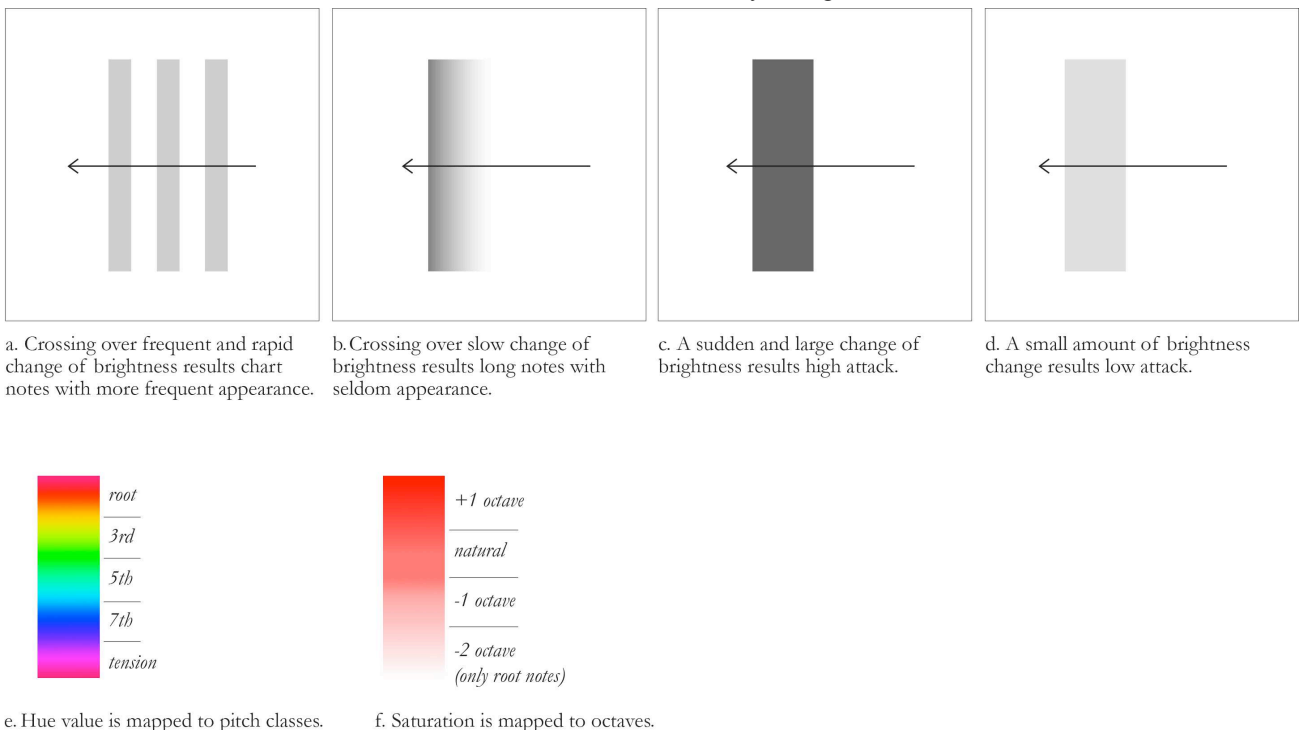 a. Crossing over frequent and rapid
change of brightness results chart
notes with more frequent appearance.
b. Crossing over slow change of
brightness results long notes with
seldom appearance.
c. A sudden and large change of
brightness results high attack.
d. A small amount of brightness
change results low attack.
root
3rd
5th
7th
tension
e. Hue value is mapped to pitch classes.
+1 octave
natural
-1 octave
-2 octave
(only root notes)
f. Saturation is mapped to octaves.